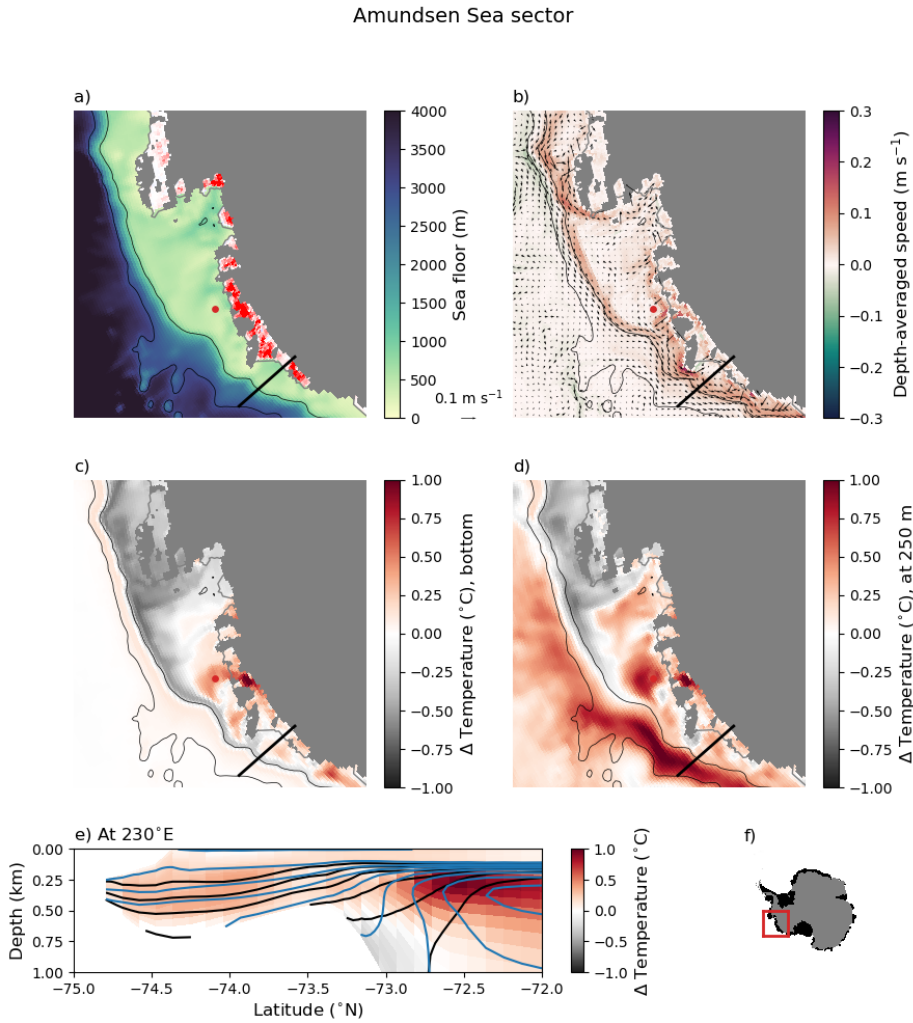 Amundsen Sea sector
a)
4000
3500
3000
2500
2000
1500
1000
500
0
Sea floor (m)
0.1 m s⁻¹
b)
0.3
0.2
0.1
0.0
−0.1
−0.2
−0.3
Depth-averaged speed (m s⁻¹)
c)
1.00
0.75
0.50
0.25
0.00
−0.25
−0.50
−0.75
−1.00
Δ Temperature (°C), bottom
d)
1.00
0.75
0.50
0.25
0.00
−0.25
−0.50
−0.75
−1.00
Δ Temperature (°C), at 250 m
e) At 230°E
0.00
0.25
0.50
0.75
1.00
Depth (km)
−75.0 −74.5 −74.0 −73.5 −73.0 −72.5 −72.0
Latitude (°N)
1.0
0.5
0.0
−0.5
−1.0
Δ Temperature (°C)
f)